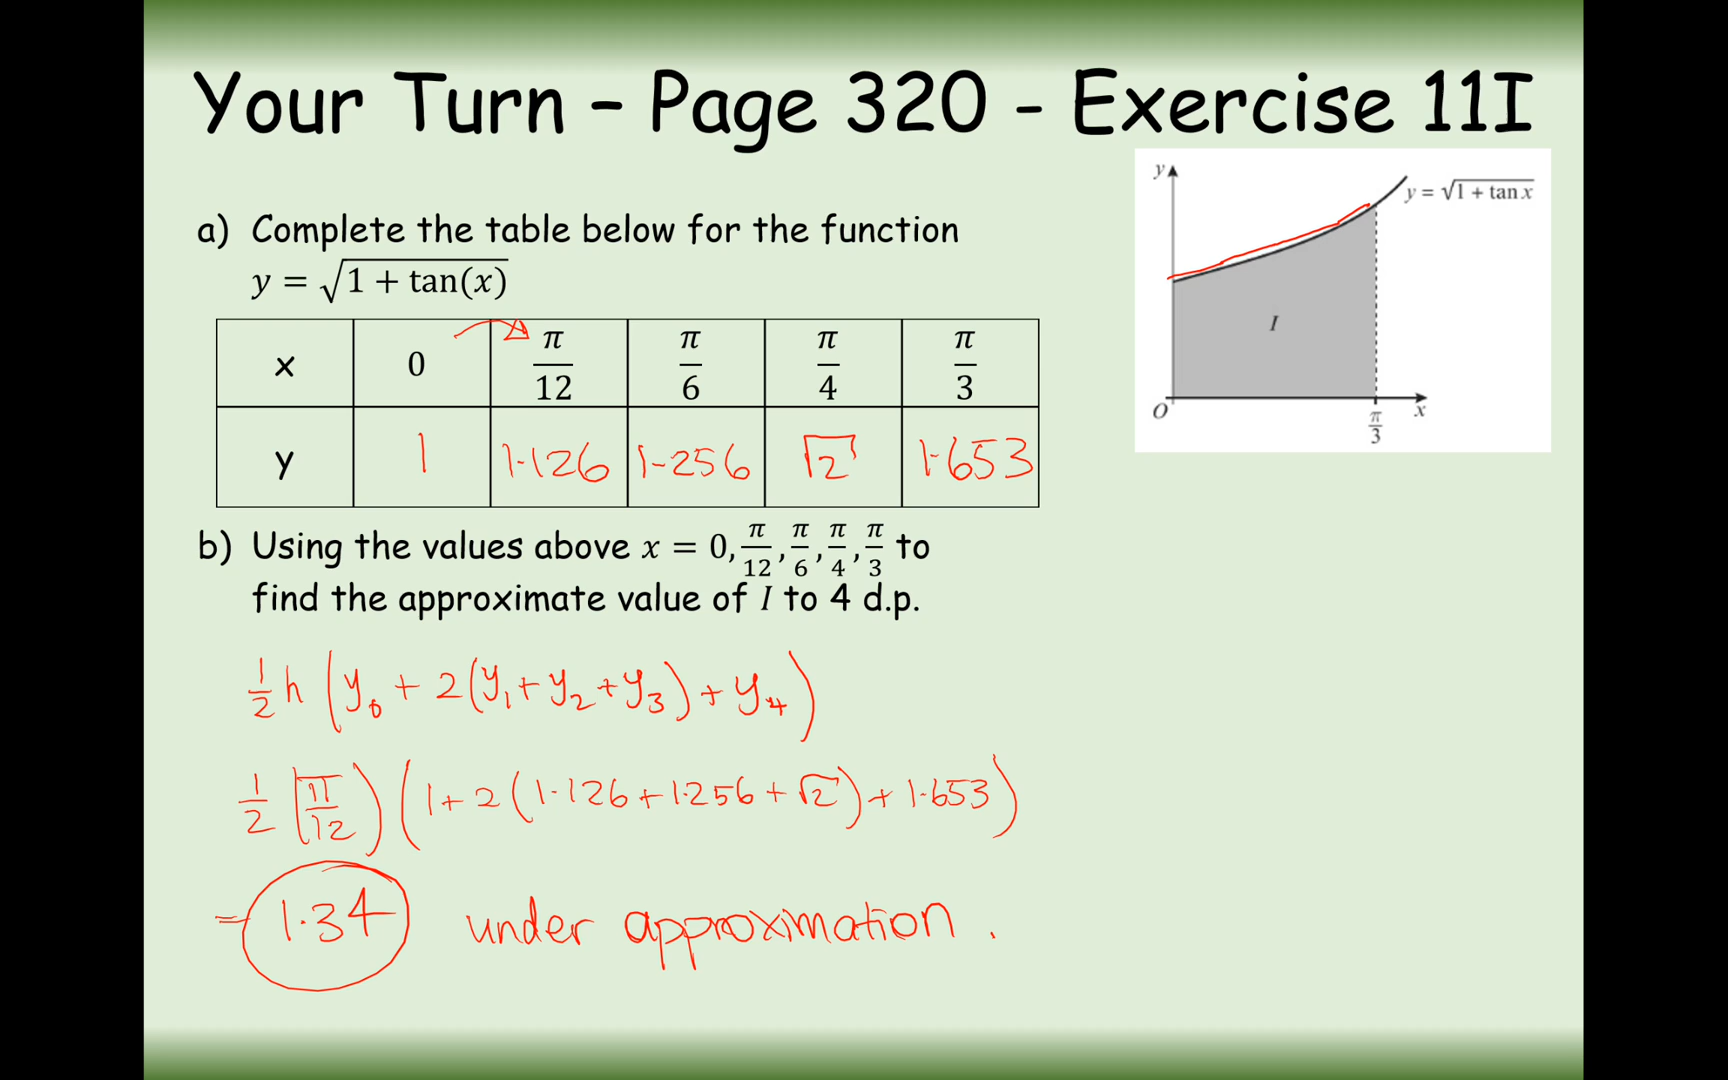 Your Turn – Page 320 - Exercise 11I
a) Complete the table below for the function
y = √(1 + tan(x))
x 0 π/12 π/6 π/4 π/3
y 1 1.126 1.256 √2 1.653
y
y = √(1 + tan x)
I
O π/3 x
b) Using the values above x = 0, π/12, π/6, π/4, π/3 to
find the approximate value of I to 4 d.p.
1/2 h (y₀ + 2(y₁ + y₂ + y₃) + y₄)
1/2 (π/12) (1 + 2(1.126 + 1.256 + √2) + 1.653)
= 1.34 under approximation.